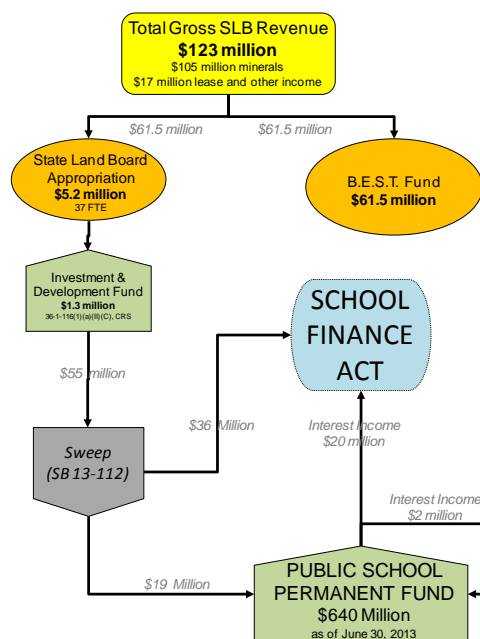 Total Gross SLB Revenue
$123 million
$105 million minerals
$17 million lease and other income
$61.5 million
$61.5 million
State Land Board
Appropriation
$5.2 million
37 FTE
B.E.S.T. Fund
$61.5 million
Investment &
Development Fund
$1.3 million
36-1-116(1)(a)(II)(C), CRS
SCHOOL
FINANCE
ACT
$55 million
$36 Million
Interest Income
$20 million
Sweep
(SB 13-112)
Interest Income
$2 million
$19 Million
PUBLIC SCHOOL
PERMANENT FUND
$640 Million
as of June 30, 2013